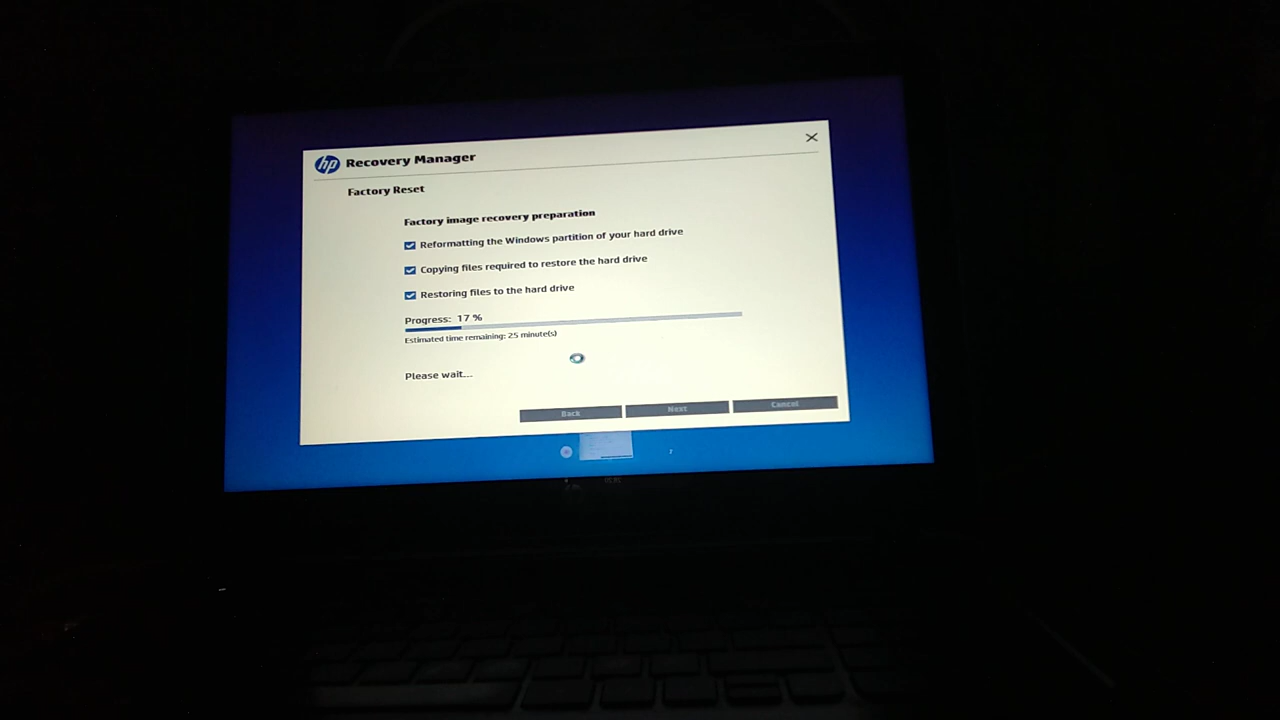 hp Recovery Manager
Factory Reset
Factory image recovery preparation
Reformatting the Windows partition of your hard drive
Copying files required to restore the hard drive
Restoring files to the hard drive
Progress: 17 %
Estimated time remaining: 25 minute(s)
Please wait...
Back Next Cancel